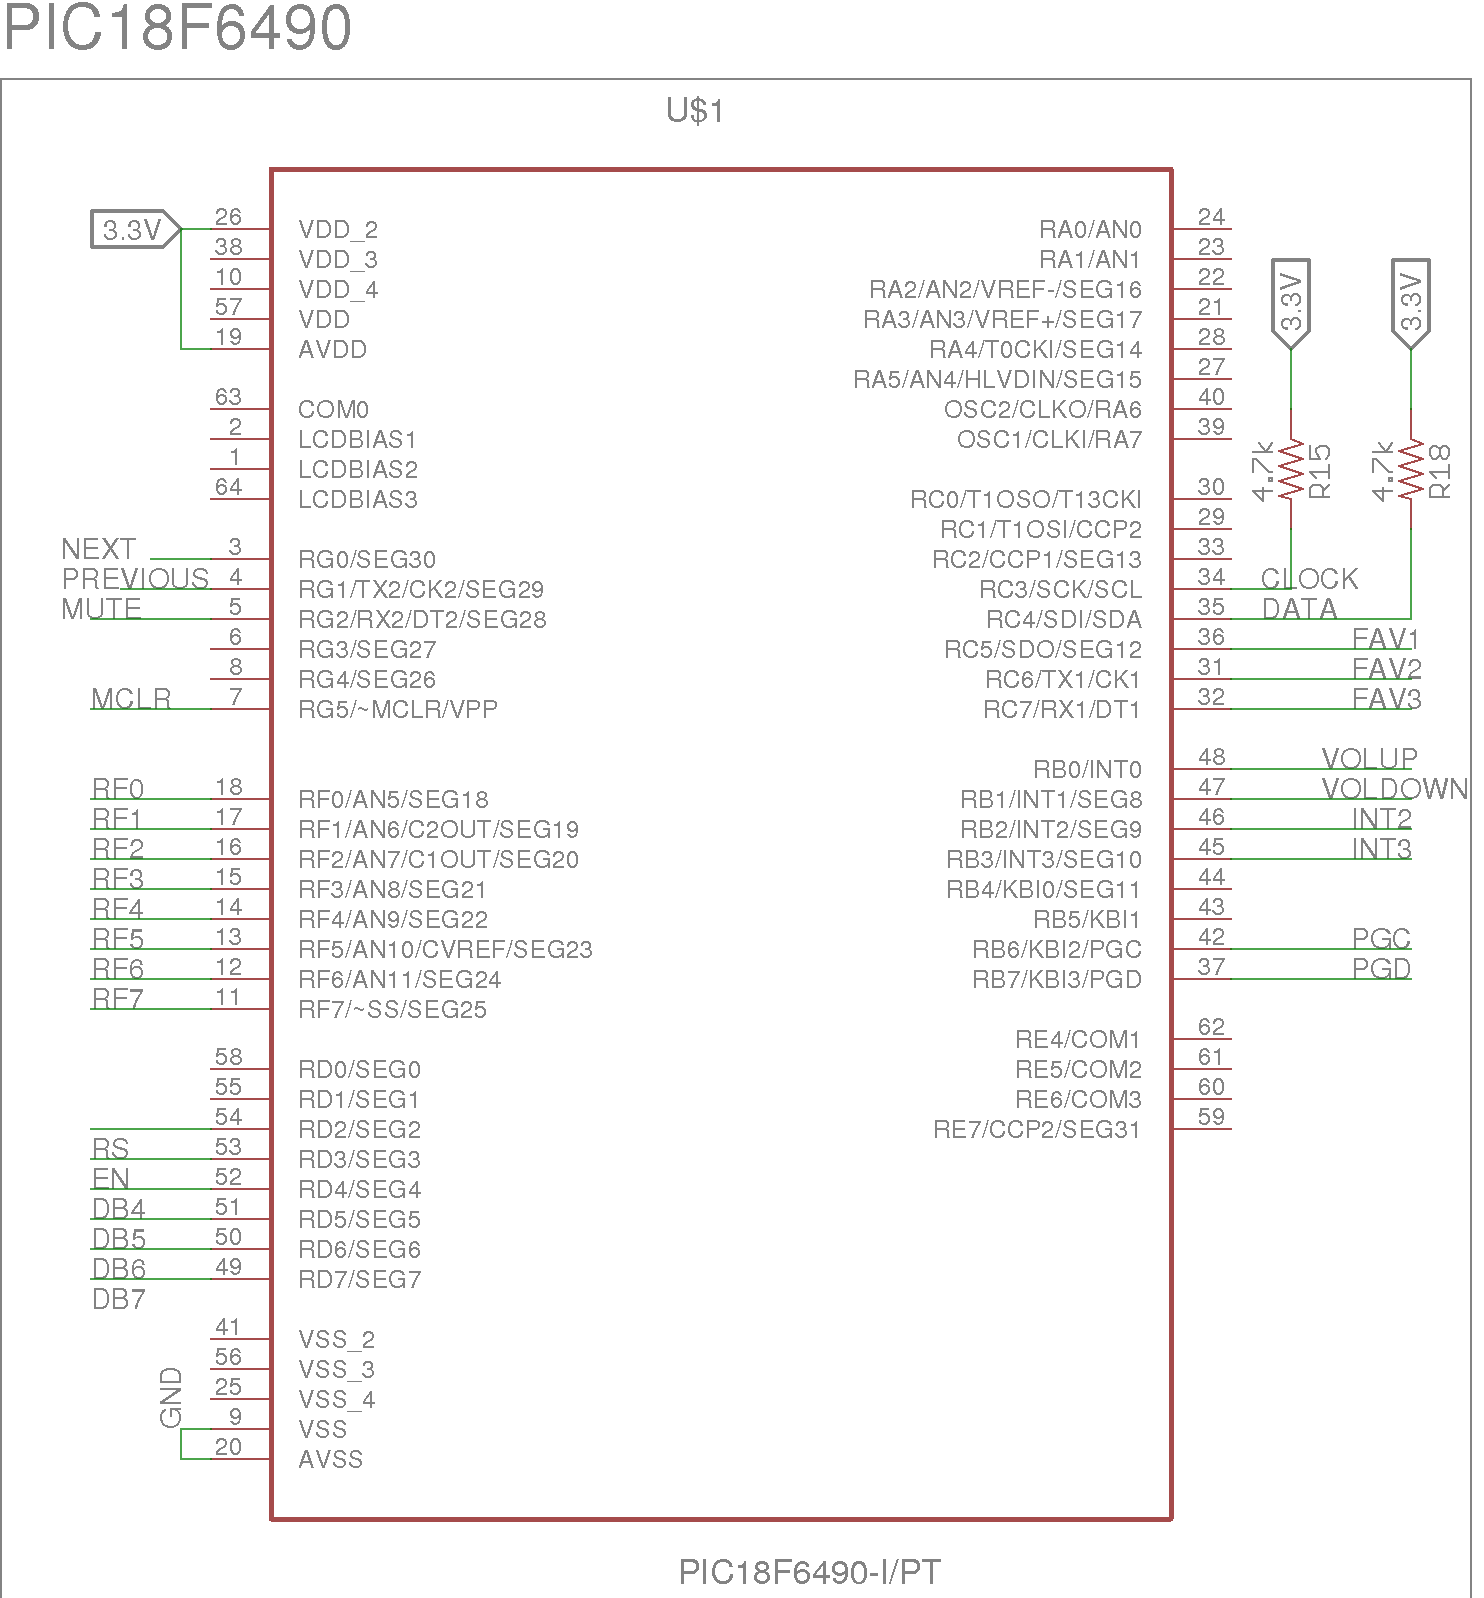 PIC18F6490
U$1
3.3V
26 VDD_2
38 VDD_3
10 VDD_4
57 VDD
19 AVDD
63 COM0
2 LCDBIAS1
1 LCDBIAS2
64 LCDBIAS3
NEXT 3 RG0/SEG30
PREVIOUS 4 RG1/TX2/CK2/SEG29
MUTE 5 RG2/RX2/DT2/SEG28
6 RG3/SEG27
8 RG4/SEG26
MCLR 7 RG5/~MCLR/VPP
RF0 18 RF0/AN5/SEG18
RF1 17 RF1/AN6/C2OUT/SEG19
RF2 16 RF2/AN7/C1OUT/SEG20
RF3 15 RF3/AN8/SEG21
RF4 14 RF4/AN9/SEG22
RF5 13 RF5/AN10/CVREF/SEG23
RF6 12 RF6/AN11/SEG24
RF7 11 RF7/~SS/SEG25
58 RD0/SEG0
55 RD1/SEG1
54 RD2/SEG2
RS 53 RD3/SEG3
EN 52 RD4/SEG4
DB4 51 RD5/SEG5
DB5 50 RD6/SEG6
DB6 49 RD7/SEG7
DB7
41 VSS_2
56 VSS_3
25 VSS_4
GND
9 VSS
20 AVSS
RA0/AN0 24
RA1/AN1 23
RA2/AN2/VREF-/SEG16 22
RA3/AN3/VREF+/SEG17 21
RA4/T0CKI/SEG14 28
RA5/AN4/HLVDIN/SEG15 27
OSC2/CLKO/RA6 40
OSC1/CLKI/RA7 39
3.3V
3.3V
4.7k
R15
4.7k
R18
RC0/T1OSO/T13CKI 30
RC1/T1OSI/CCP2 29
RC2/CCP1/SEG13 33
RC3/SCK/SCL 34 CLOCK
RC4/SDI/SDA 35 DATA
RC5/SDO/SEG12 36 FAV1
RC6/TX1/CK1 31 FAV2
RC7/RX1/DT1 32 FAV3
RB0/INT0 48 VOLUP
RB1/INT1/SEG8 47 VOLDOWN
RB2/INT2/SEG9 46 INT2
RB3/INT3/SEG10 45 INT3
RB4/KBI0/SEG11 44
RB5/KBI1 43
RB6/KBI2/PGC 42 PGC
RB7/KBI3/PGD 37 PGD
RE4/COM1 62
RE5/COM2 61
RE6/COM3 60
RE7/CCP2/SEG31 59
PIC18F6490-I/PT